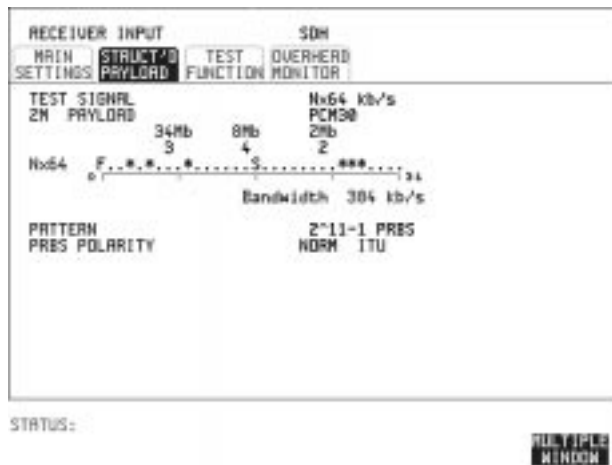 RECEIVER INPUT SDH
MAIN SETTINGS STRUCT'D PAYLOAD TEST FUNCTION OVERHEAD MONITOR
TEST SIGNAL Nx64 kb/s
2M PAYLOAD PCM30
34Mb 8Mb 2Mb
3 4 2
Nx64 F..*.*...*......S........***....
0 31
Bandwidth 384 kb/s
PATTERN 2^11-1 PRBS
PRBS POLARITY NORM ITU
STATUS:
MULTIPLE WINDOW